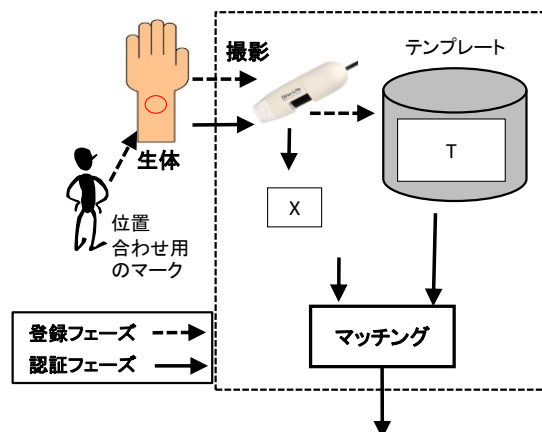 撮影
テンプレート
T
生体
X
位置
合わせ用
のマーク
マッチング
登録フェーズ
認証フェーズ